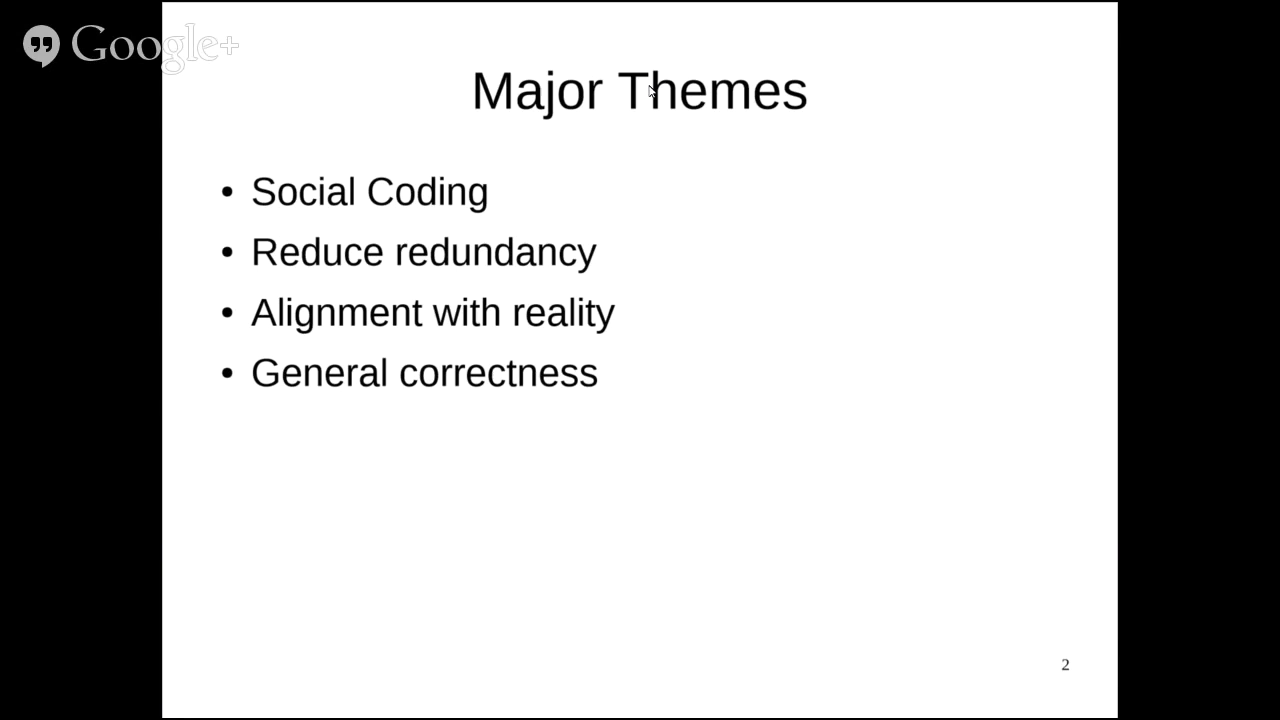 Google+
Major Themes
• Social Coding
• Reduce redundancy
• Alignment with reality
• General correctness
2